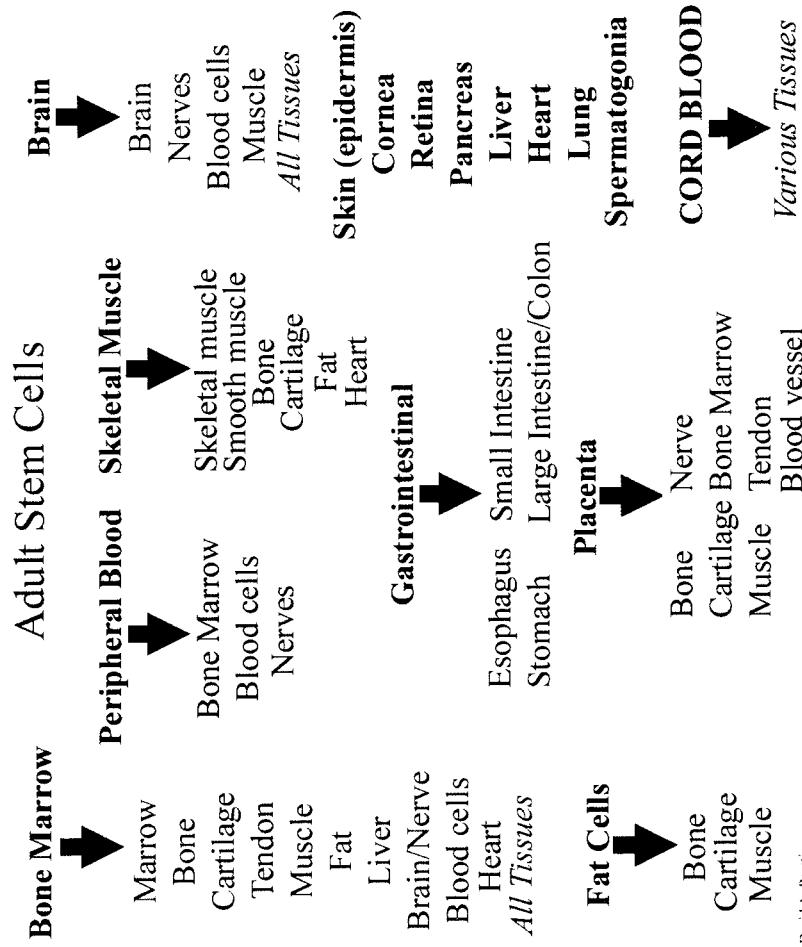 Adult Stem Cells
Bone Marrow
Marrow
Bone
Cartilage
Tendon
Muscle
Fat
Liver
Brain/Nerve
Blood cells
Heart
All Tissues
Peripheral Blood
Bone Marrow
Blood cells
Nerves
Skeletal Muscle
Skeletal muscle
Smooth muscle
Bone
Cartilage
Fat
Heart
Brain
Brain
Nerves
Blood cells
Muscle
All Tissues
Gastrointestinal
Esophagus Small Intestine
Stomach Large Intestine/Colon
Skin (epidermis)
Cornea
Retina
Pancreas
Liver
Heart
Lung
Spermatogonia
Fat Cells
Bone
Cartilage
Muscle
Placenta
Bone Nerve
Cartilage Bone Marrow
Muscle Tendon
Blood vessel
CORD BLOOD
Various Tissues